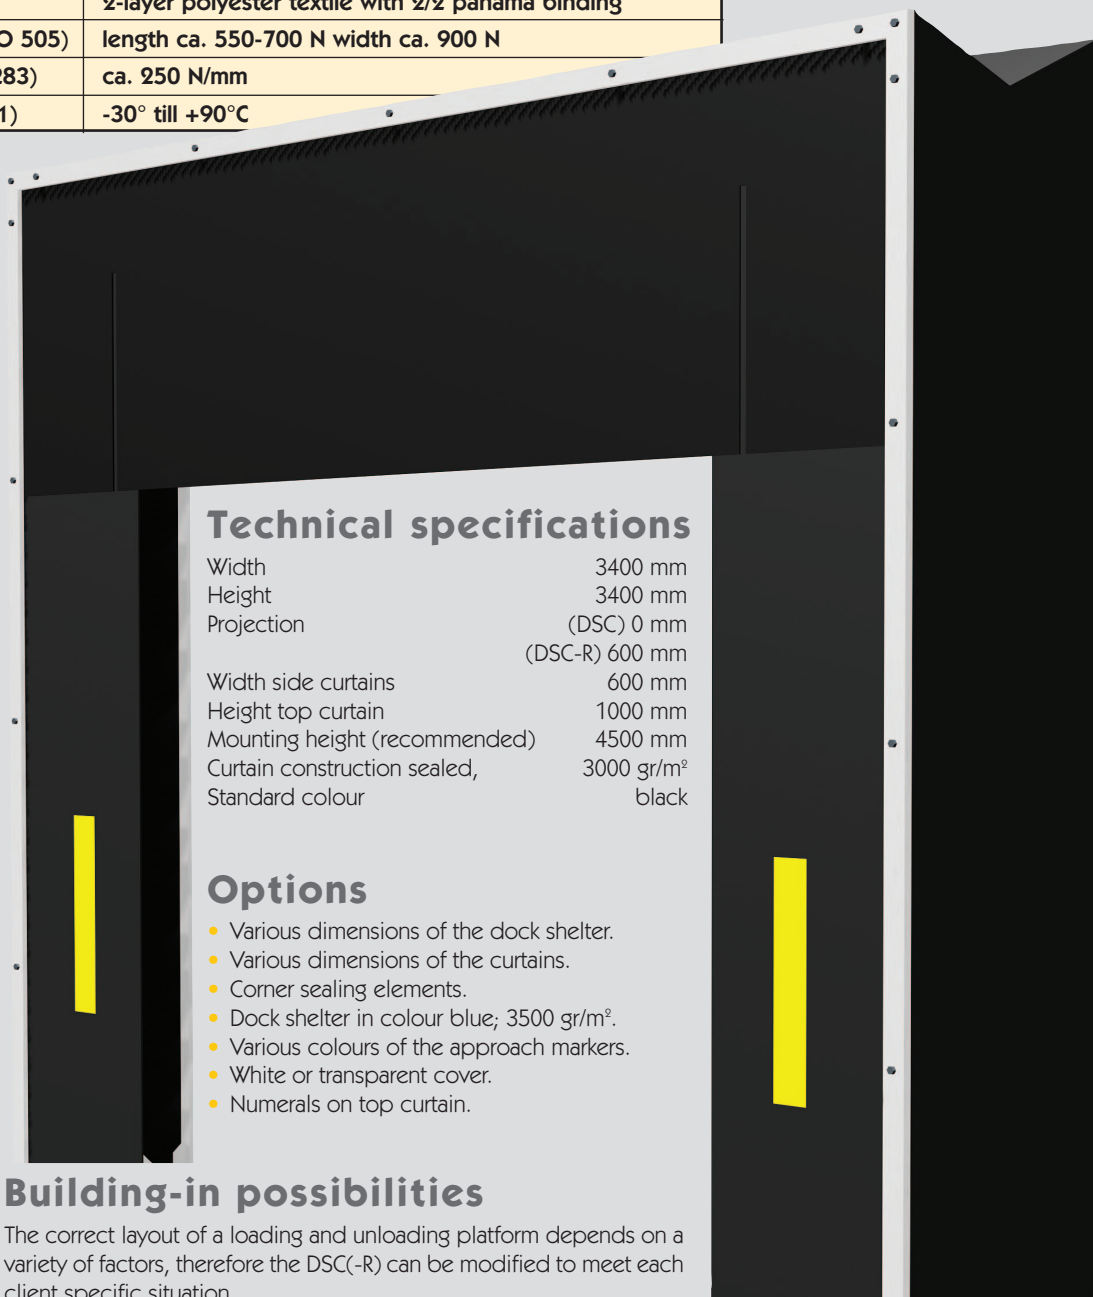 2-layer polyester textile with 2/2 panama binding
O 505) length ca. 550-700 N width ca. 900 N
283) ca. 250 N/mm
1) -30° till +90°C
Technical specifications
Width 3400 mm
Height 3400 mm
Projection (DSC) 0 mm
(DSC-R) 600 mm
Width side curtains 600 mm
Height top curtain 1000 mm
Mounting height (recommended) 4500 mm
Curtain construction sealed, 3000 gr/m²
Standard colour black
Options
• Various dimensions of the dock shelter.
• Various dimensions of the curtains.
• Corner sealing elements.
• Dock shelter in colour blue; 3500 gr/m².
• Various colours of the approach markers.
• White or transparent cover.
• Numerals on top curtain.
Building-in possibilities
The correct layout of a loading and unloading platform depends on a
variety of factors, therefore the DSC(-R) can be modified to meet each
client specific situation